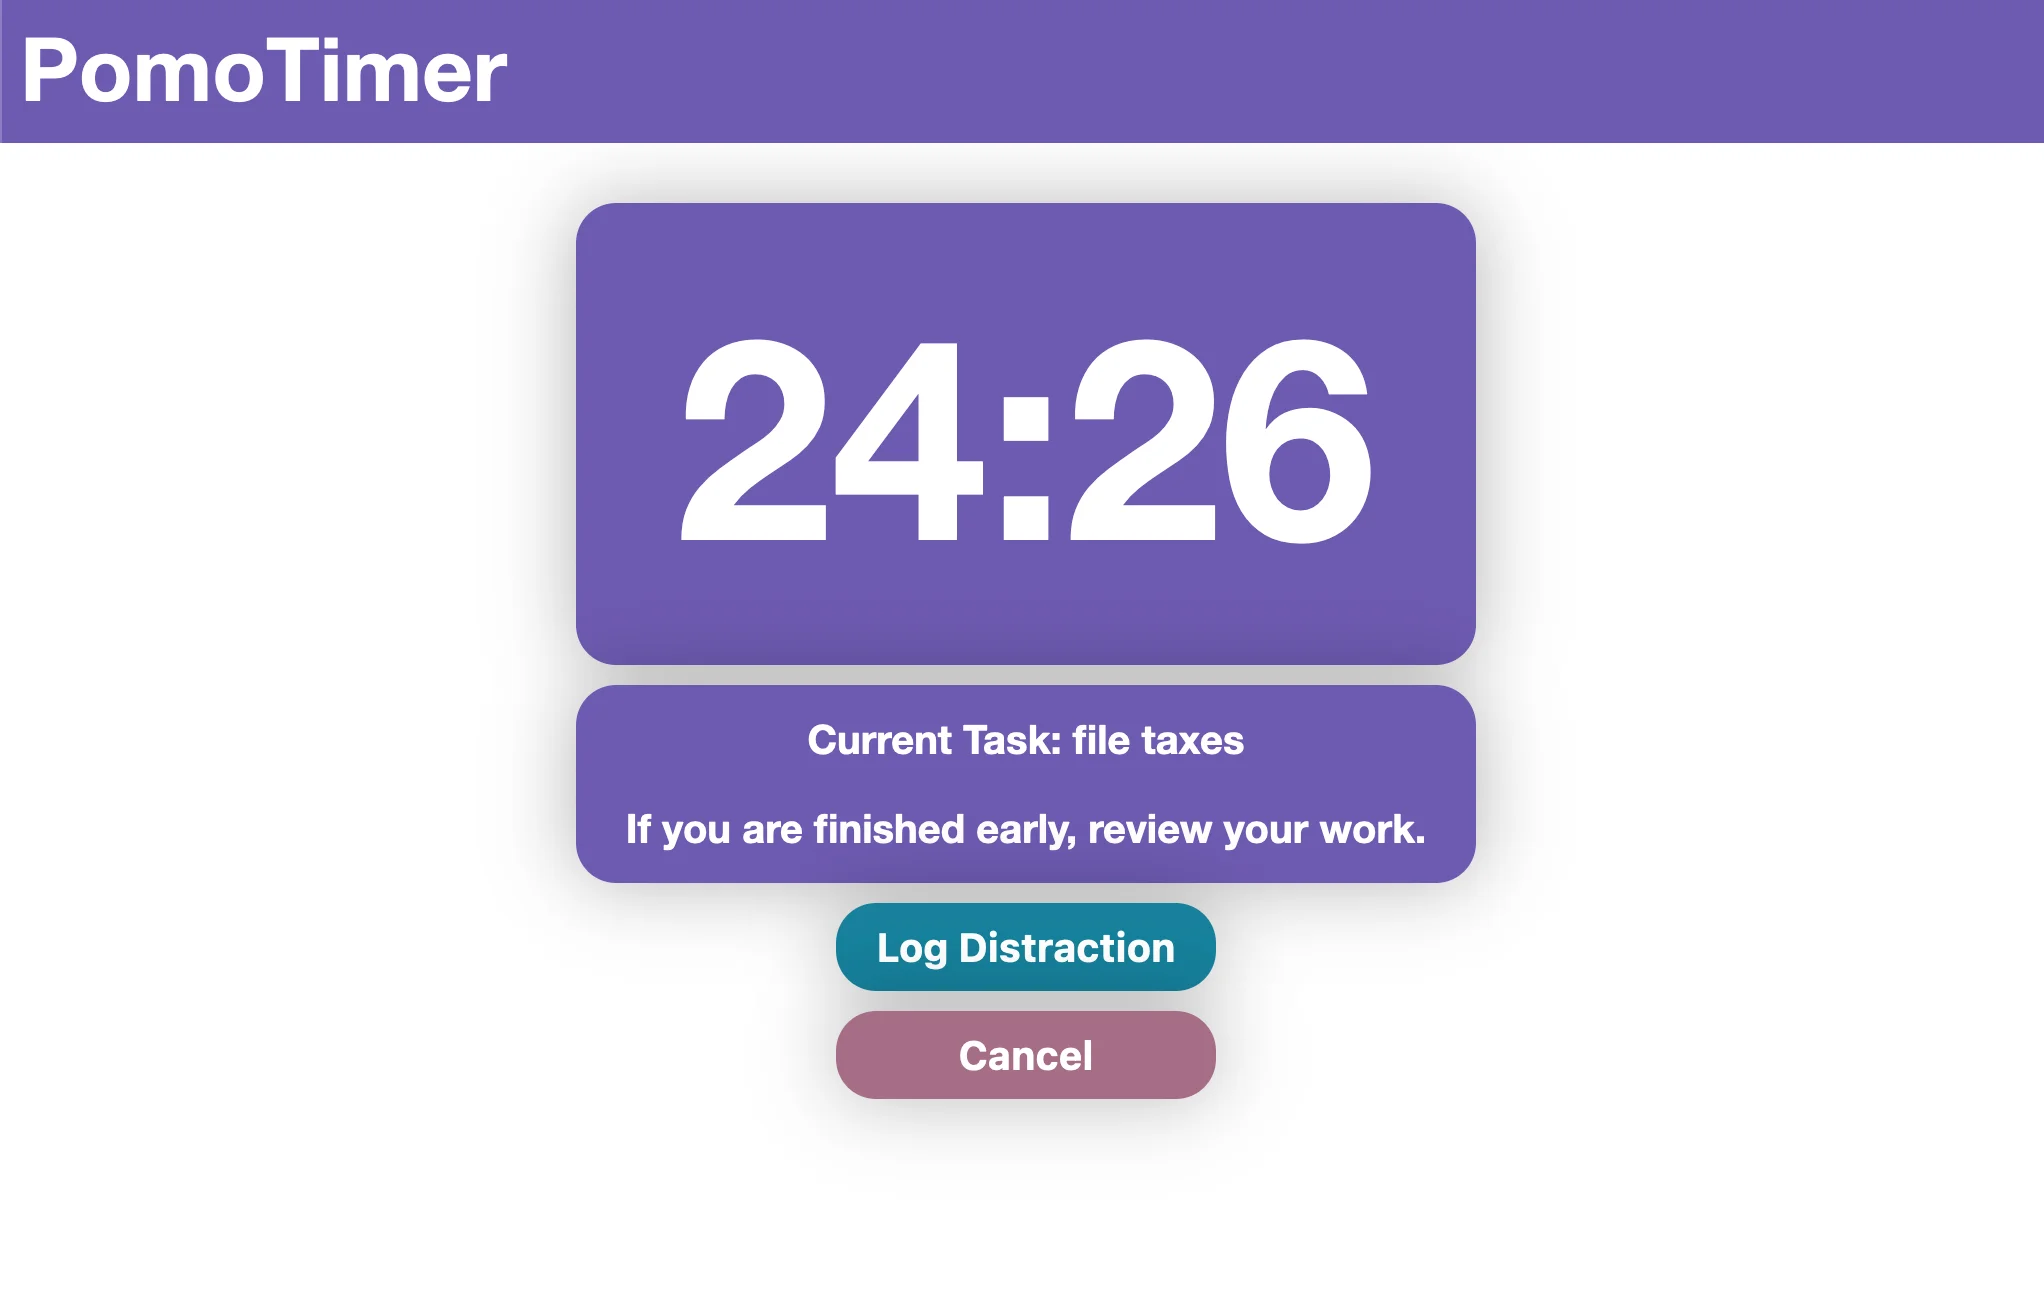 PomoTimer
24:26
Current Task: file taxes
If you are finished early, review your work.
Log Distraction
Cancel